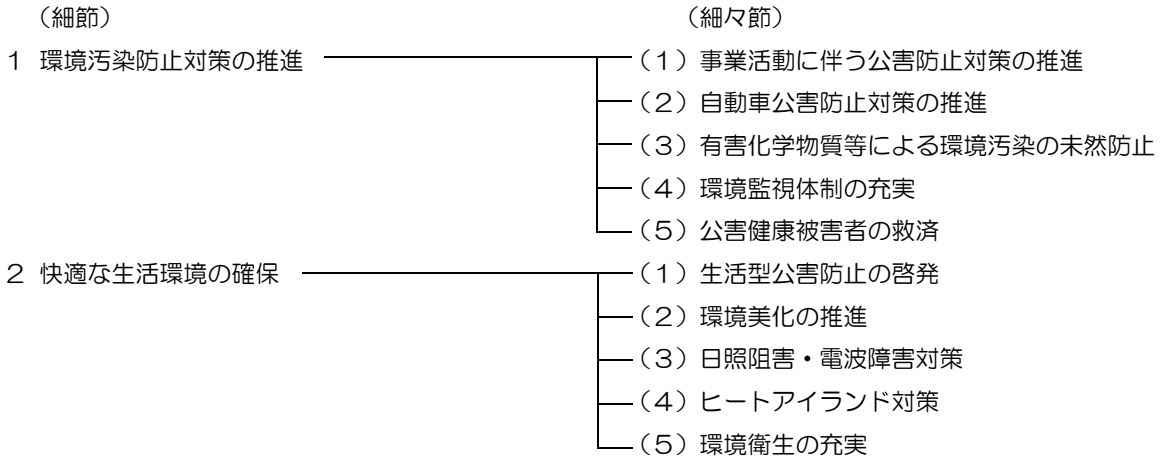 （細節） （細々節）
１ 環境汚染防止対策の推進 （１）事業活動に伴う公害防止対策の推進
（２）自動車公害防止対策の推進
（３）有害化学物質等による環境汚染の未然防止
（４）環境監視体制の充実
（５）公害健康被害者の救済
２ 快適な生活環境の確保 （１）生活型公害防止の啓発
（２）環境美化の推進
（３）日照阻害・電波障害対策
（４）ヒートアイランド対策
（５）環境衛生の充実